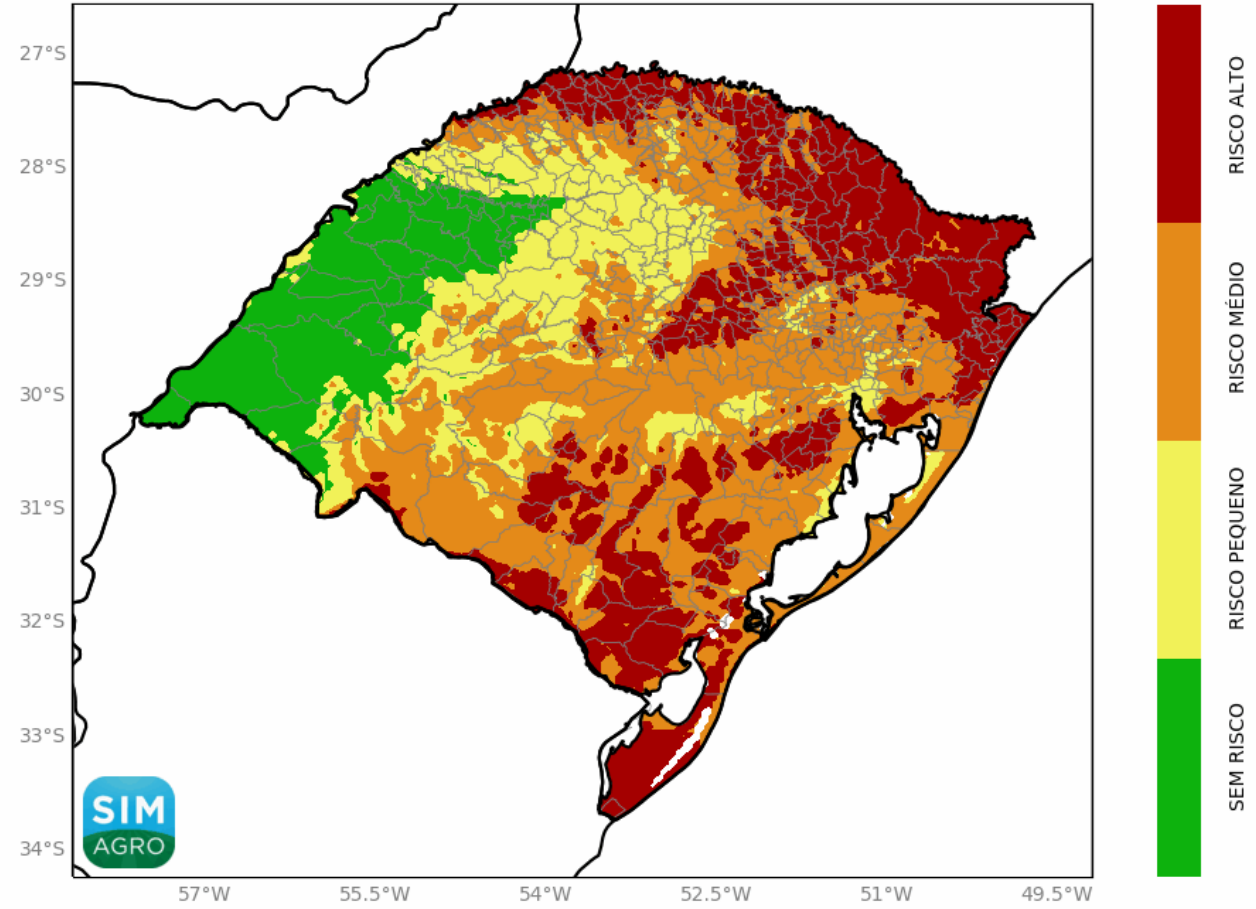 27°S
28°S
29°S
30°S
31°S
32°S
33°S
34°S
57°W
55.5°W
54°W
52.5°W
51°W
49.5°W
RISCO ALTO
RISCO MÉDIO
RISCO PEQUENO
SEM RISCO
SIM
AGRO